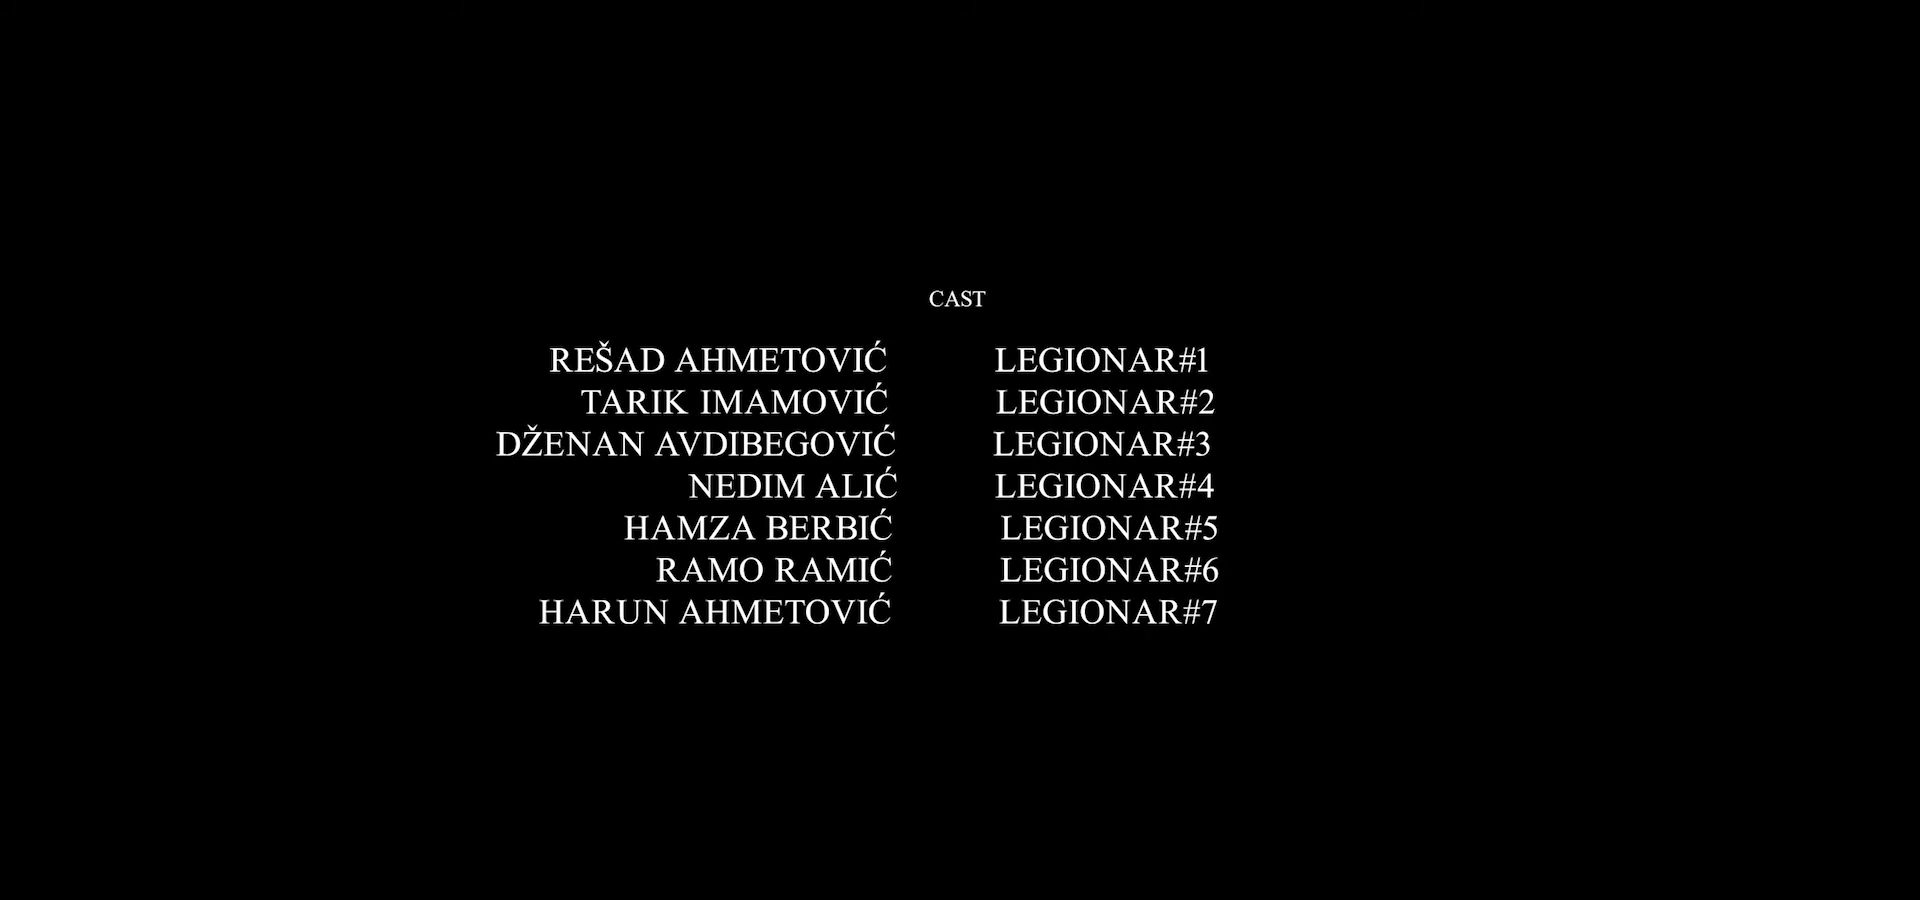 CAST
REŠAD AHMETOVIĆ LEGIONAR#1
TARIK IMAMOVIĆ LEGIONAR#2
DŽENAN AVDIBEGOVIĆ LEGIONAR#3
NEDIM ALIĆ LEGIONAR#4
HAMZA BERBIĆ LEGIONAR#5
RAMO RAMIĆ LEGIONAR#6
HARUN AHMETOVIĆ LEGIONAR#7